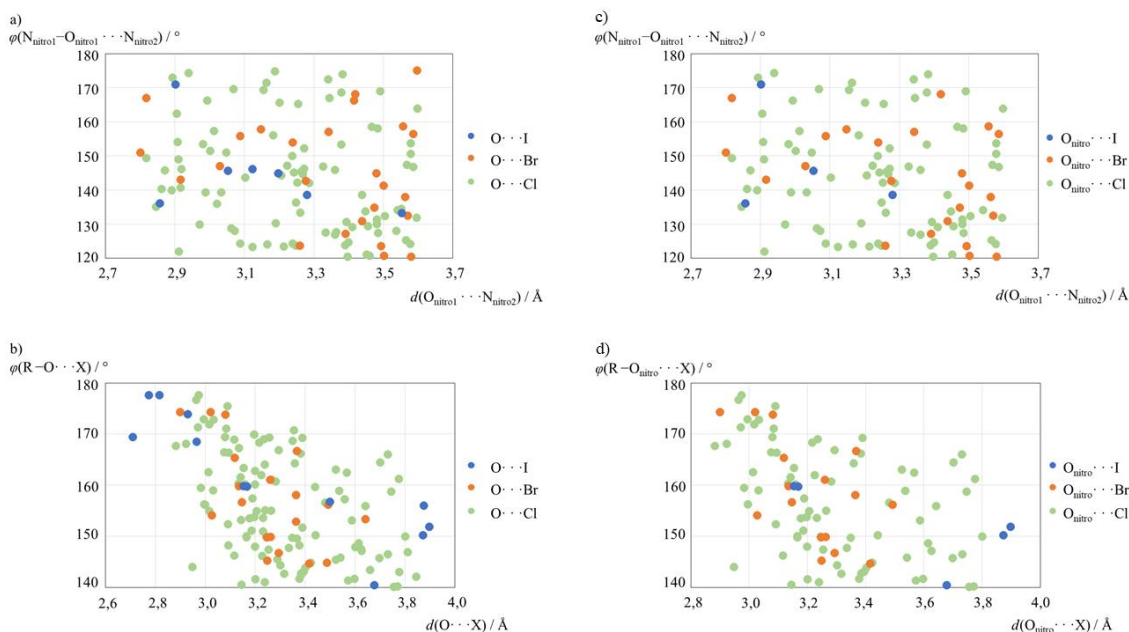 a)
φ(Nnitro1−Onitro1 · · · Nnitro2) / °
180
170
160
150
140
130
120
2,7
2,9
3,1
3,3
3,5
3,7
d(Onitro1 · · · Nnitro2) / Å
O · · · I
O · · · Br
O · · · Cl
c)
φ(Nnitro1−Onitro1 · · · Nnitro2) / °
180
170
160
150
140
130
120
2,7
2,9
3,1
3,3
3,5
3,7
d(Onitro1 · · · Nnitro2) / Å
Onitro · · · I
Onitro · · · Br
Onitro · · · Cl
b)
φ(R−O · · · X) / °
180
170
160
150
140
2,6
2,8
3,0
3,2
3,4
3,6
3,8
4,0
d(O · · · X) / Å
O · · · I
O · · · Br
O · · · Cl
d)
φ(R−Onitro · · · X) / °
180
170
160
150
140
2,8
3,0
3,2
3,4
3,6
3,8
4,0
d(Onitro · · · X) / Å
Onitro · · · I
Onitro · · · Br
Onitro · · · Cl